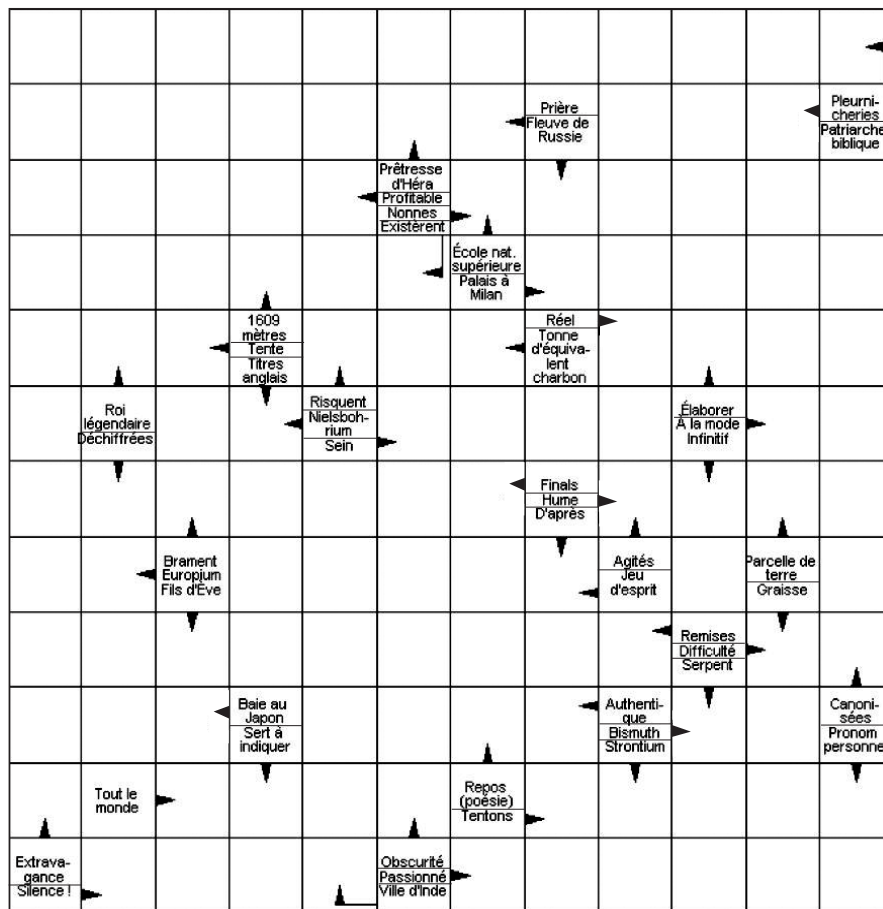 Prière
Fleuve de
Russie
Pleurni-
cheries
Patriarche
biblique
Prêtresse
d'Héra
Profitable
Nonnes
Existèrent
École nat.
supérieure
Palais à
Milan
1609
mètres
Tente
Titres
anglais
Réel
Tonne
d'équiva-
lent
charbon
Roi
légendaire
Déchiffrées
Risquent
Nielsboh-
rium
Sein
Élaborer
À la mode
Infinitif
Finals
Hume
D'après
Brament
Europium
Fils d'Ève
Agités
Jeu
d'esprit
Parcelle de
terre
Graisse
Remises
Difficulté
Serpent
Baie au
Japon
Sert à
indiquer
Authenti-
que
Bismuth
Strontium
Canoni-
sées
Pronom
personne
Tout le
monde
Repos
(poésie)
Tentons
Extrava-
gance
Silence !
Obscurité
Passionné
Ville d'Inde